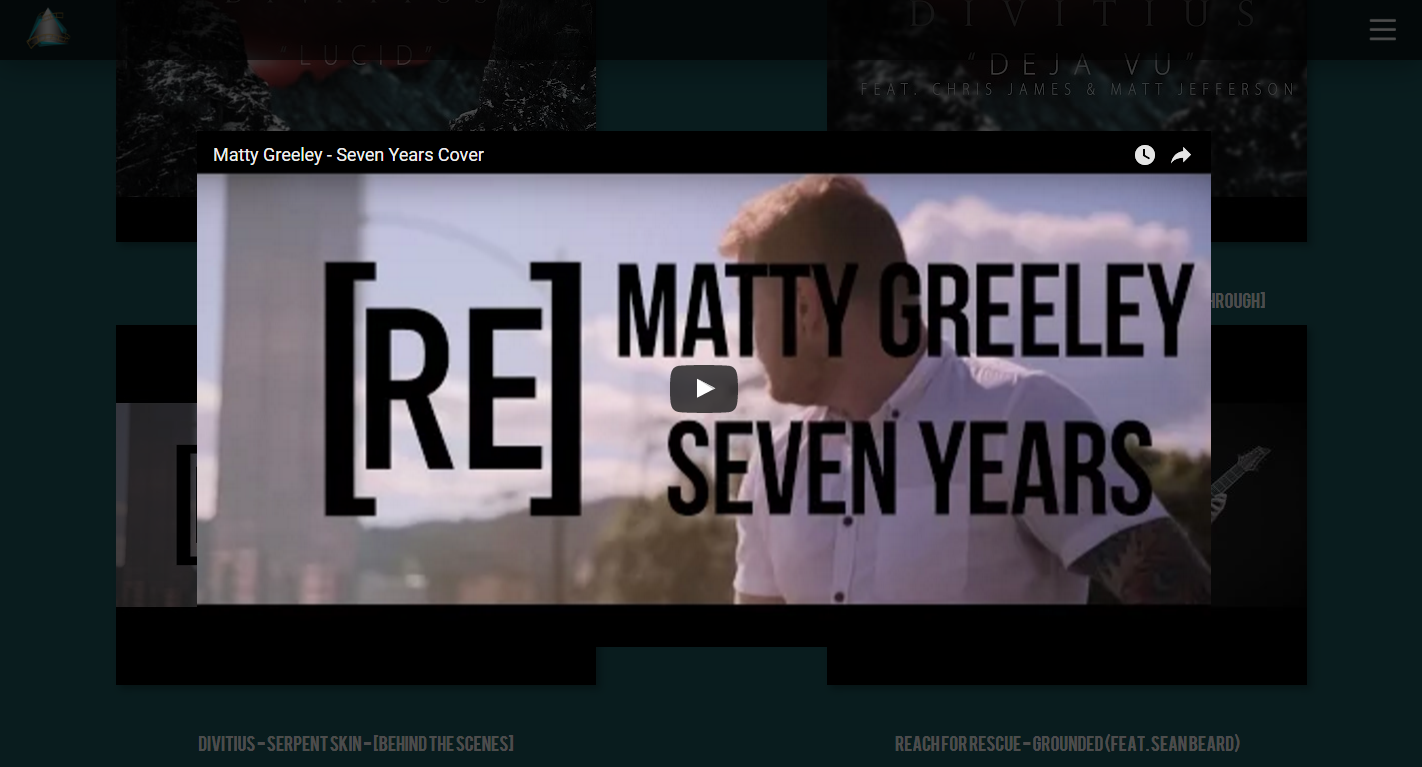 DIVITIUS
"LUCID"
DIVITIUS
"DEJA VU"
FEAT. CHRIS JAMES & MATT JEFFERSON
Matty Greeley - Seven Years Cover
[RE]
MATTY GREELEY
SEVEN YEARS
HROUGH]
[
DIVITIUS - SERPENT SKIN - [BEHIND THE SCENES]
REACH FOR RESCUE - GROUNDED (FEAT. SEAN BEARD)